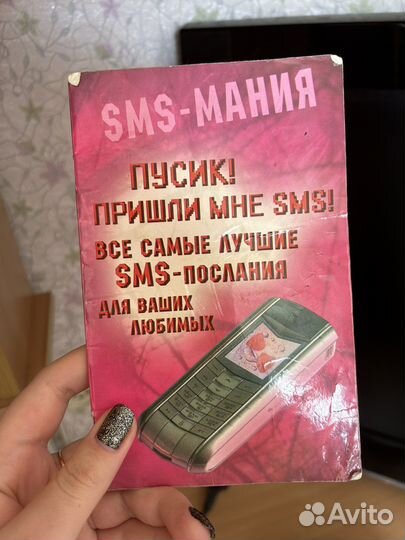 SMS-МАНИЯ
ПУСИК!
ПРИШЛИ МНЕ SMS!
ВСЕ САМЫЕ ЛУЧШИЕ
SMS-ПОСЛАНИЯ
ДЛЯ ВАШИХ
ЛЮБИМЫХ
Avito